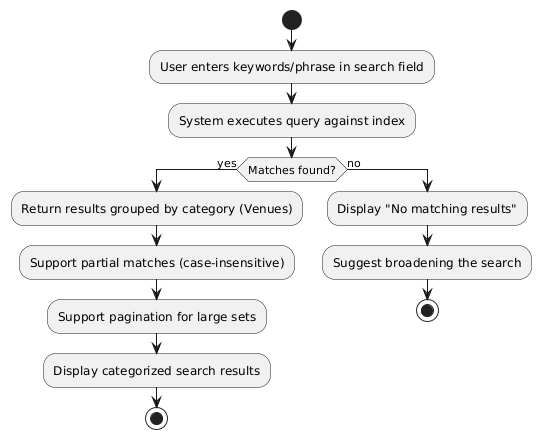 User enters keywords/phrase in search field
System executes query against index
yes
Matches found?
no
Return results grouped by category (Venues)
Support partial matches (case-insensitive)
Support pagination for large sets
Display categorized search results
Display "No matching results"
Suggest broadening the search